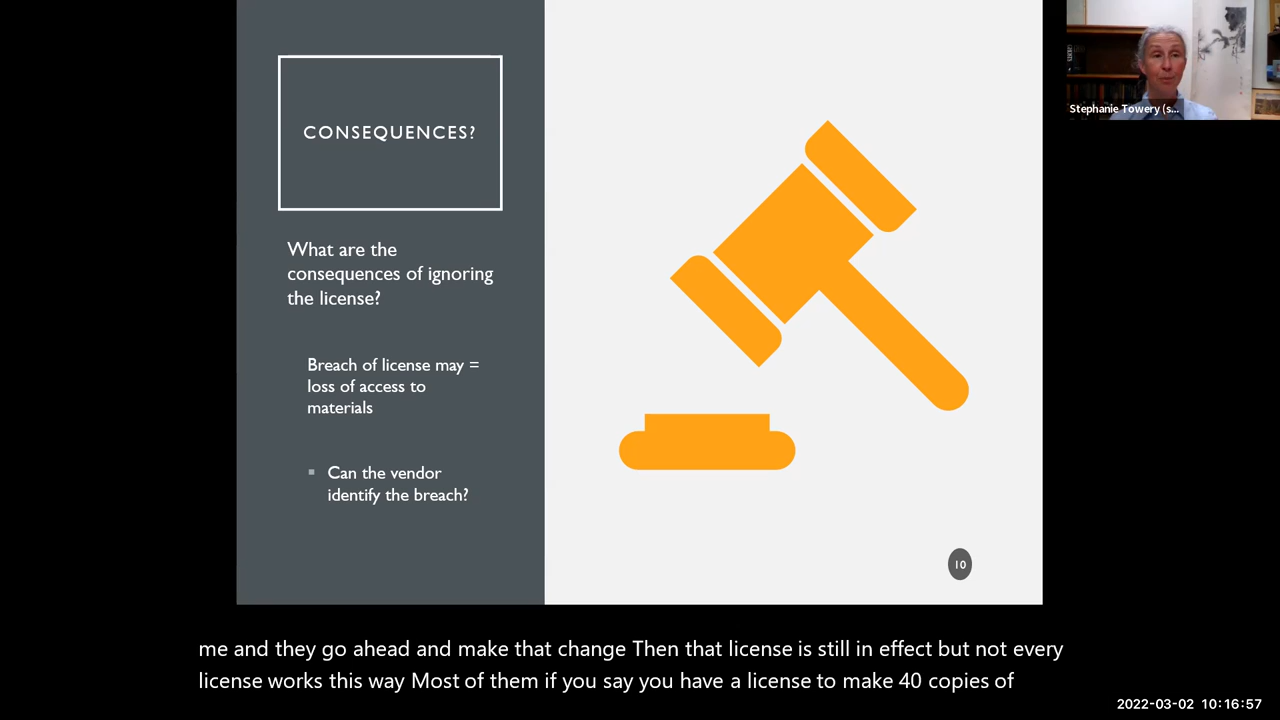 CONSEQUENCES?
What are the
consequences of ignoring
the license?
Breach of license may =
loss of access to
materials
Can the vendor
identify the breach?
10
Stephanie Towery (s...
me and they go ahead and make that change Then that license is still in effect but not every
license works this way Most of them if you say you have a license to make 40 copies of
2022-03-02 10:16:57